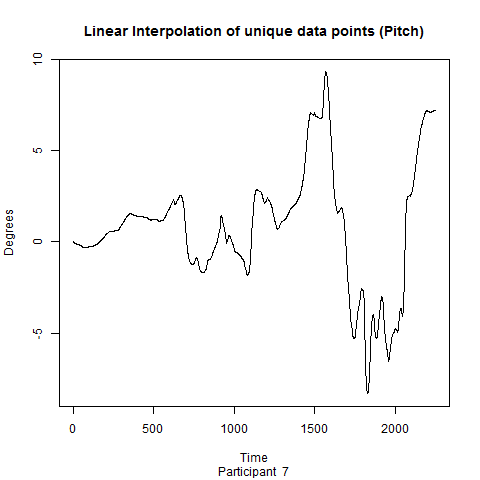 Linear Interpolation of unique data points (Pitch)
Degrees
10
5
0
-5
0 500 1000 1500 2000
Time
Participant 7